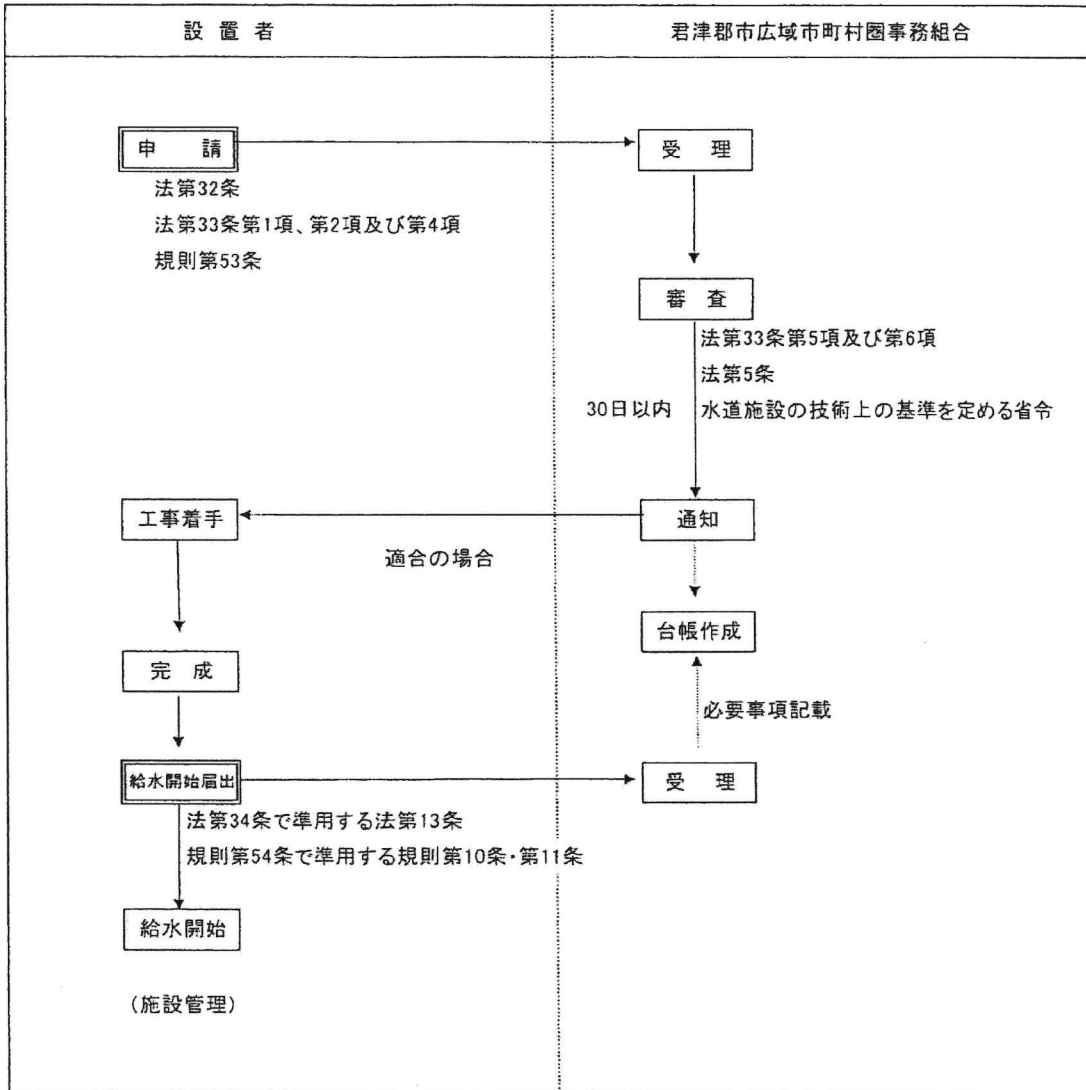 設置者
君津郡市広域市町村圏事務組合
申請
受理
法第32条
法第33条第1項、第2項及び第4項
規則第53条
審査
法第33条第5項及び第6項
法第5条
30日以内
水道施設の技術上の基準を定める省令
工事着手
通知
適合の場合
台帳作成
完成
必要事項記載
給水開始届出
受理
法第34条で準用する法第13条
規則第54条で準用する規則第10条・第11条
給水開始
(施設管理)